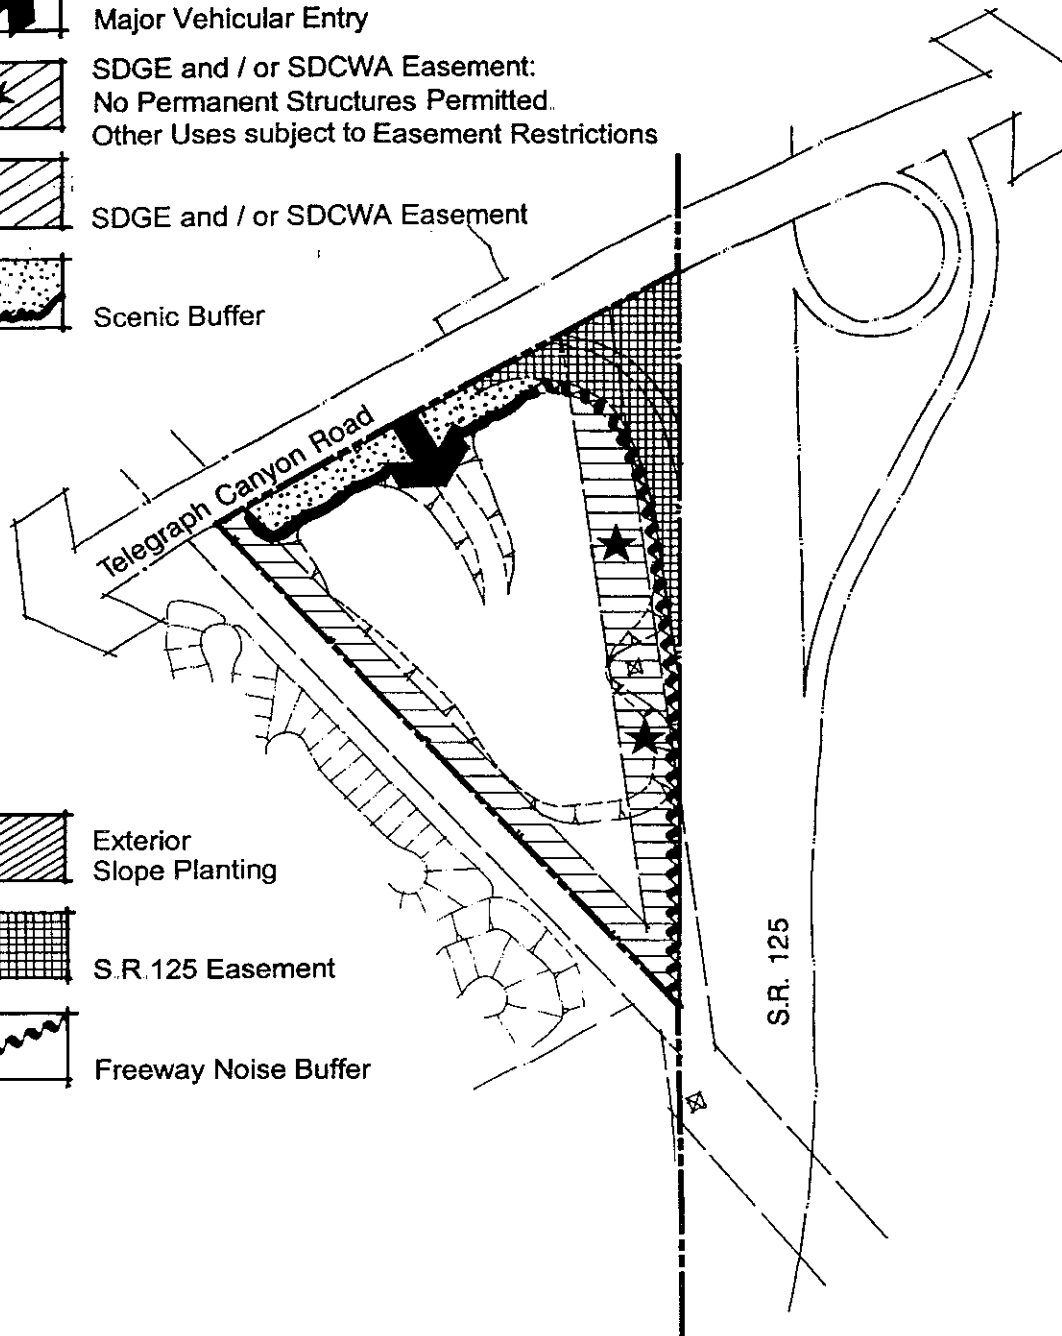 Major Vehicular Entry
SDGE and / or SDCWA Easement:
No Permanent Structures Permitted.
Other Uses subject to Easement Restrictions
SDGE and / or SDCWA Easement
Scenic Buffer
Telegraph Canyon Road
Exterior
Slope Planting
S.R. 125 Easement
S.R. 125
Freeway Noise Buffer